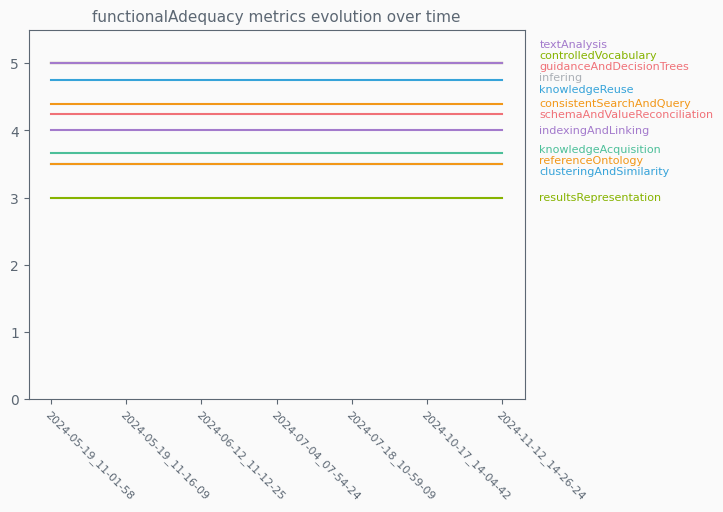 functionalAdequacy metrics evolution over time
5
4
3
2
1
0
textAnalysis
controlledVocabulary
guidanceAndDecisionTrees
infering
knowledgeReuse
consistentSearchAndQuery
schemaAndValueReconciliation
indexingAndLinking
knowledgeAcquisition
referenceOntology
clusteringAndSimilarity
resultsRepresentation
2024-05-19_11-01-58
2024-05-19_11-16-09
2024-06-12_11-12-25
2024-07-04_07-54-24
2024-07-18_10-59-09
2024-10-17_14-04-42
2024-11-12_14-26-24